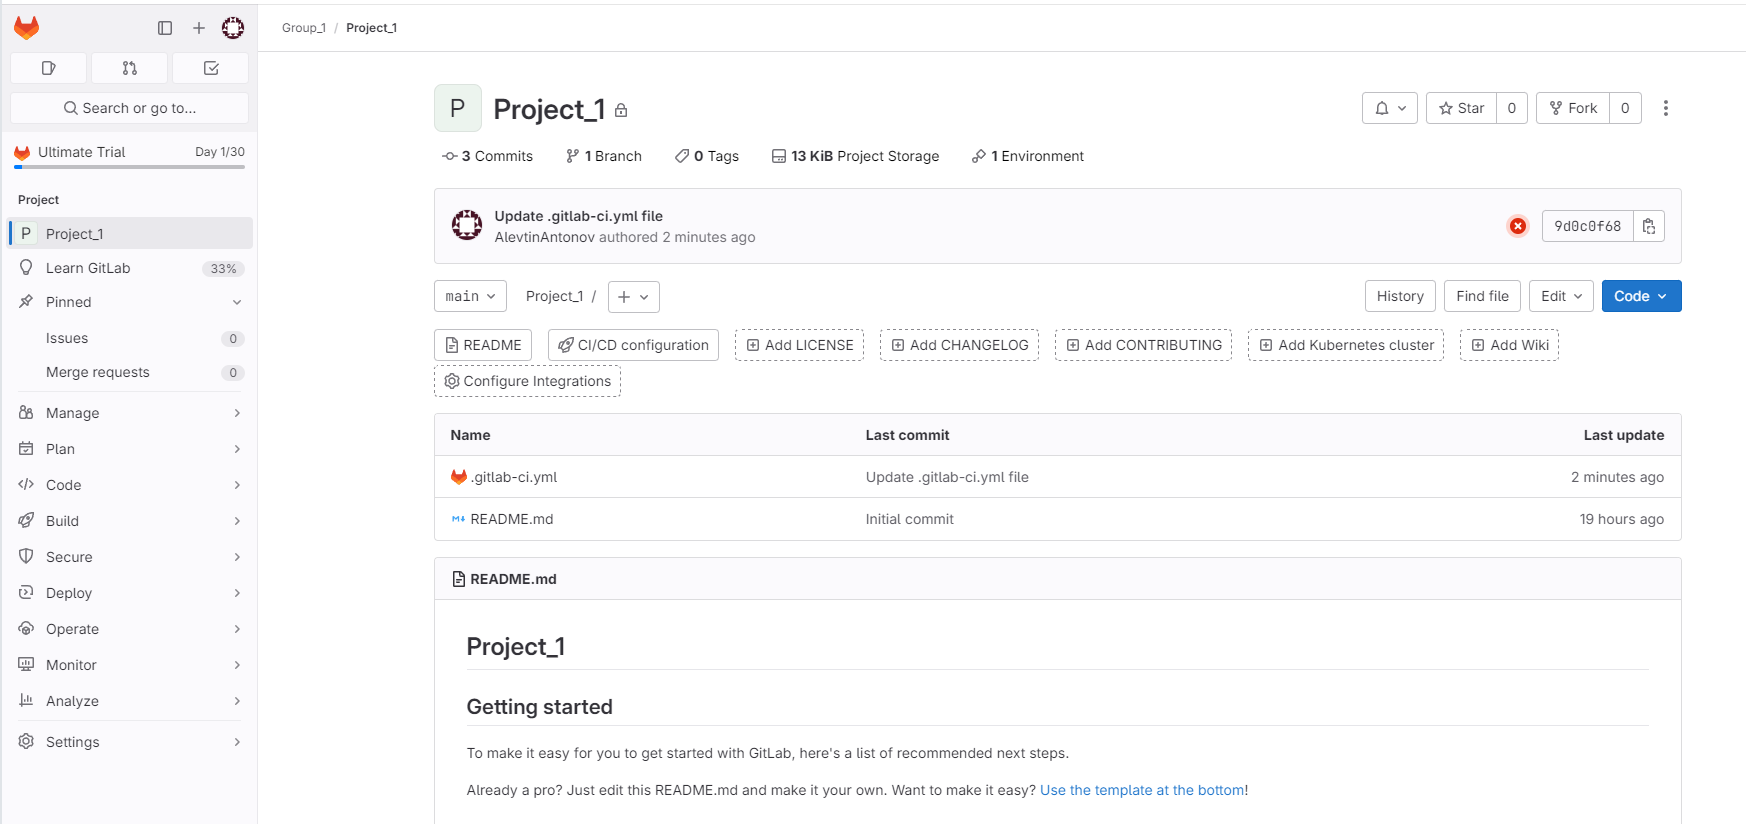 Group_1 / Project_1
Search or go to...
Ultimate Trial Day 1/30
Project
P Project_1
Learn GitLab 33%
Pinned
Issues 0
Merge requests 0
Manage
Plan
Code
Build
Secure
Deploy
Operate
Monitor
Analyze
Settings
P Project_1
Star 0 Fork 0
3 Commits 1 Branch 0 Tags 13 KiB Project Storage 1 Environment
Update .gitlab-ci.yml file
AlevtinAntonov authored 2 minutes ago
9d0c0f68
main Project_1 / + History Find file Edit Code
README CI/CD configuration Add LICENSE Add CHANGELOG Add CONTRIBUTING Add Kubernetes cluster Add Wiki
Configure Integrations
Name Last commit Last update
.gitlab-ci.yml Update .gitlab-ci.yml file 2 minutes ago
README.md Initial commit 19 hours ago
README.md
Project_1
Getting started
To make it easy for you to get started with GitLab, here's a list of recommended next steps.
Already a pro? Just edit this README.md and make it your own. Want to make it easy? Use the template at the bottom!